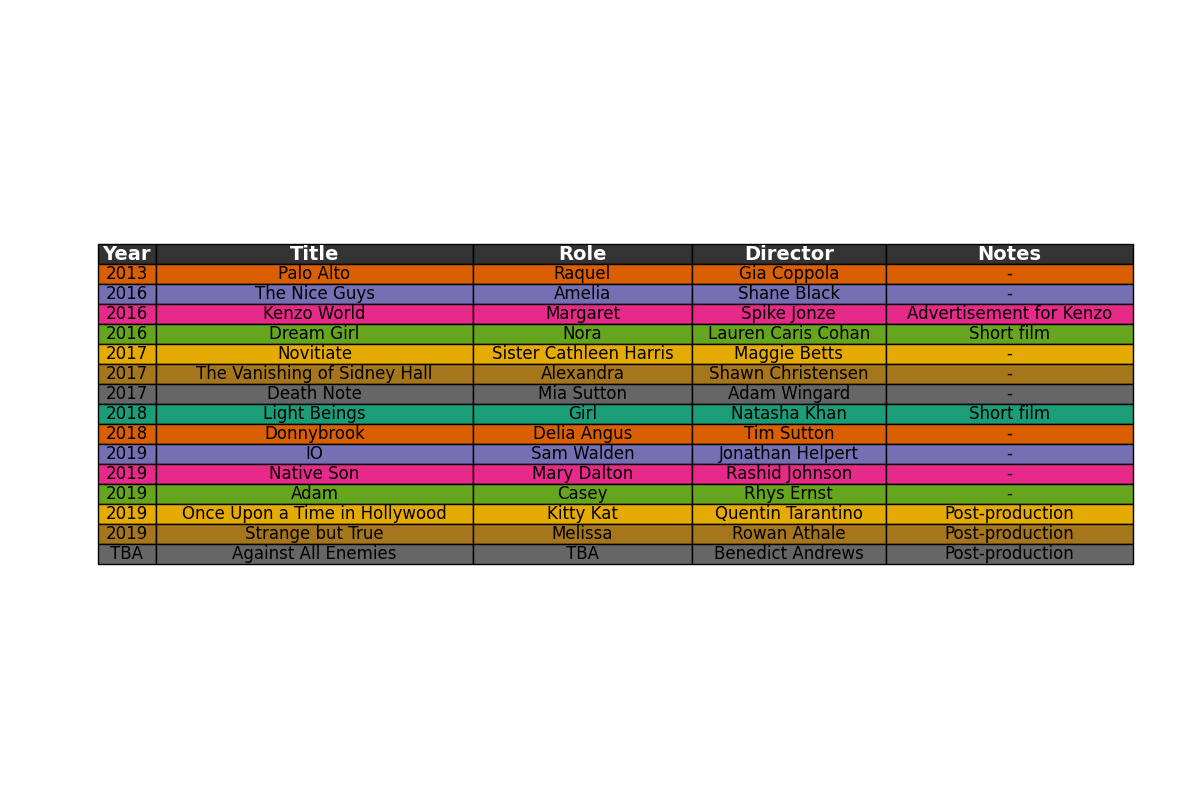 Year Title Role Director Notes
2013 Palo Alto Raquel Gia Coppola -
2016 The Nice Guys Amelia Shane Black -
2016 Kenzo World Margaret Spike Jonze Advertisement for Kenzo
2016 Dream Girl Nora Lauren Caris Cohan Short film
2017 Novitiate Sister Cathleen Harris Maggie Betts -
2017 The Vanishing of Sidney Hall Alexandra Shawn Christensen -
2017 Death Note Mia Sutton Adam Wingard -
2018 Light Beings Girl Natasha Khan Short film
2018 Donnybrook Delia Angus Tim Sutton -
2019 IO Sam Walden Jonathan Helpert -
2019 Native Son Mary Dalton Rashid Johnson -
2019 Adam Casey Rhys Ernst -
2019 Once Upon a Time in Hollywood Kitty Kat Quentin Tarantino Post-production
2019 Strange but True Melissa Rowan Athale Post-production
TBA Against All Enemies TBA Benedict Andrews Post-production